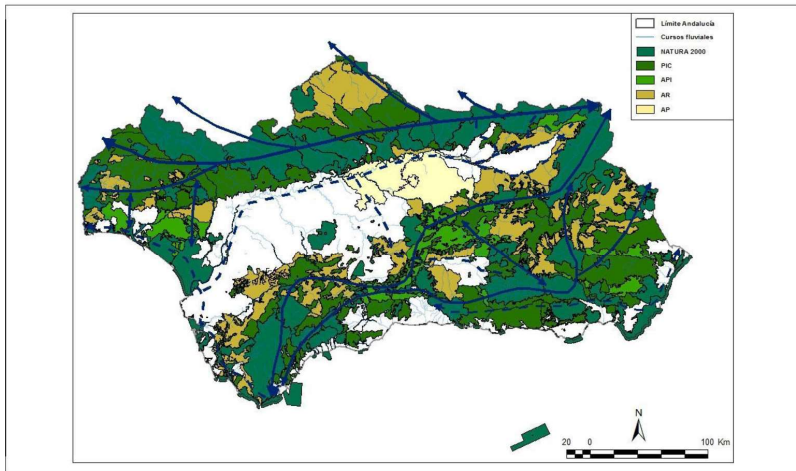 Límite Andalucía
Cursos fluviales
NATURA 2000
PIC
API
AR
AP
N
20 0 100 Km